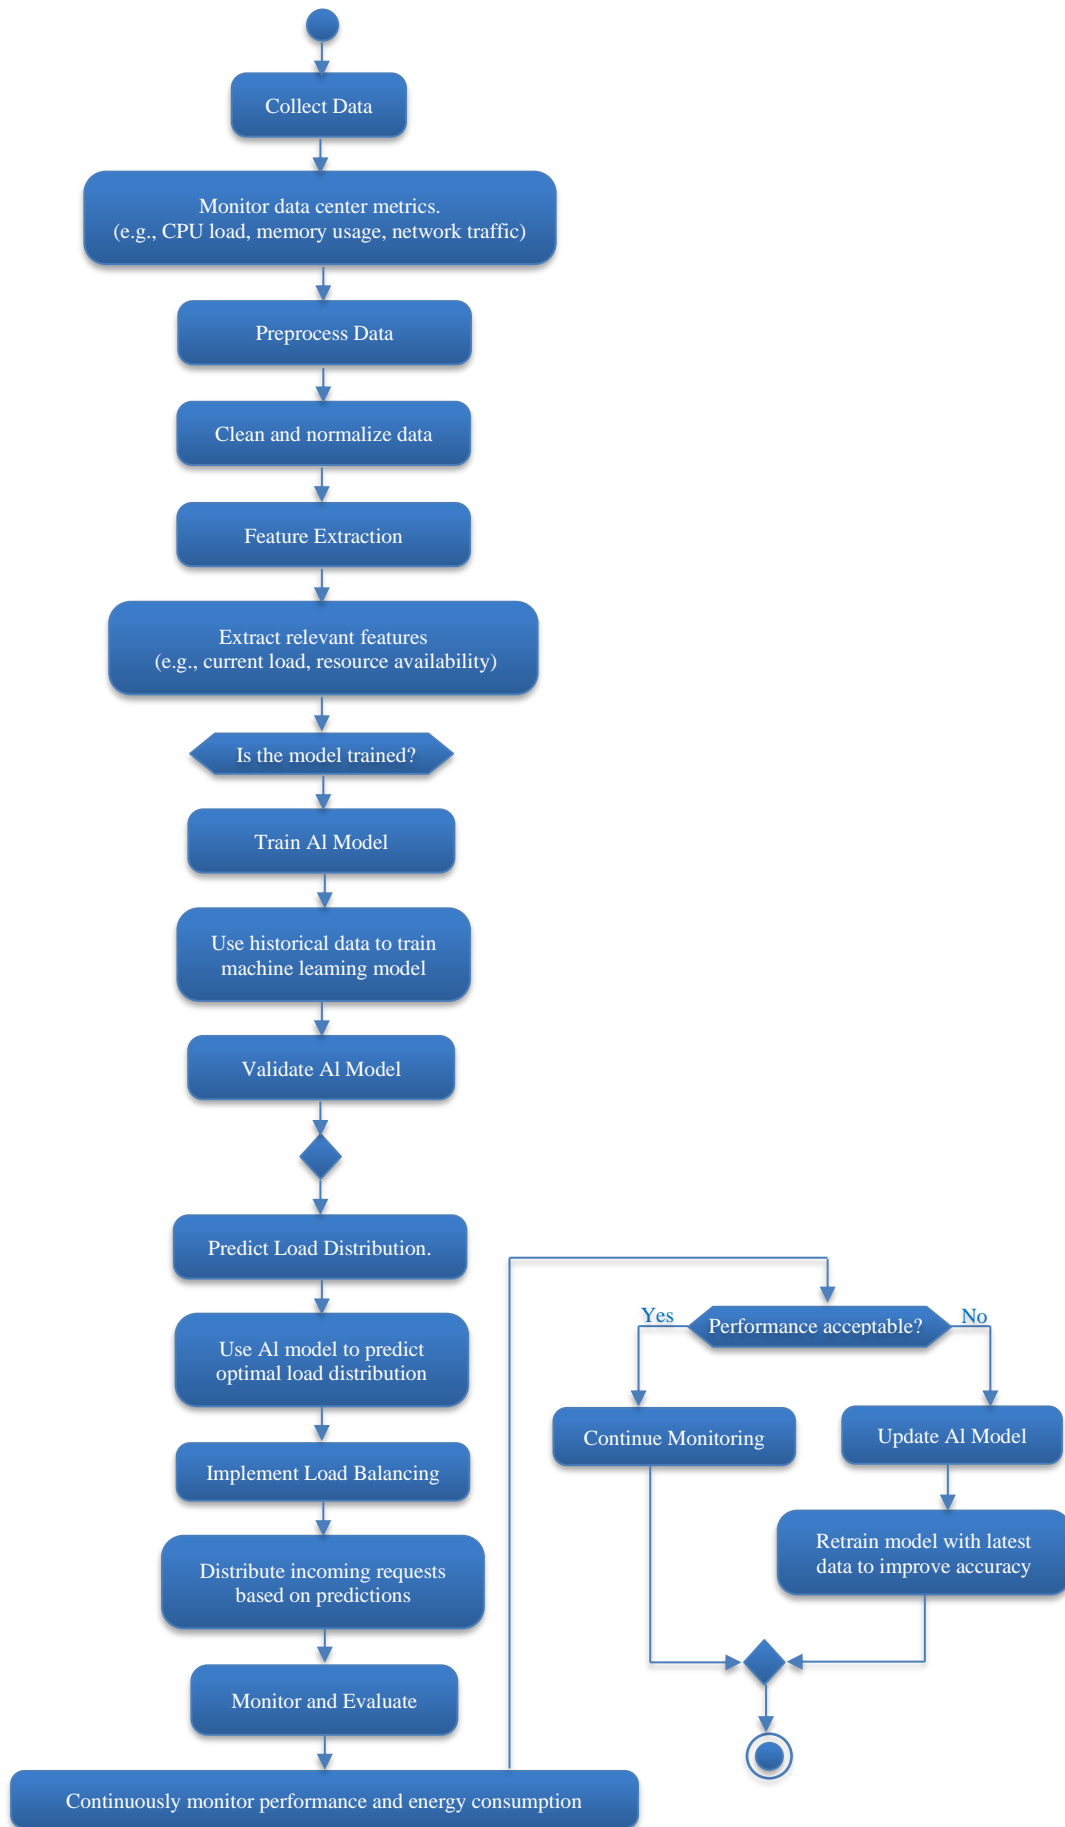 Collect Data
Monitor data center metrics.
(e.g., CPU load, memory usage, network traffic)
Preprocess Data
Clean and normalize data
Feature Extraction
Extract relevant features
(e.g., current load, resource availability)
Is the model trained?
Train Al Model
Use historical data to train
machine leaming model
Validate Al Model
Predict Load Distribution.
Use Al model to predict
optimal load distribution
Implement Load Balancing
Distribute incoming requests
based on predictions
Monitor and Evaluate
Continuously monitor performance and energy consumption
Performance acceptable?
Yes
No
Continue Monitoring
Update Al Model
Retrain model with latest
data to improve accuracy